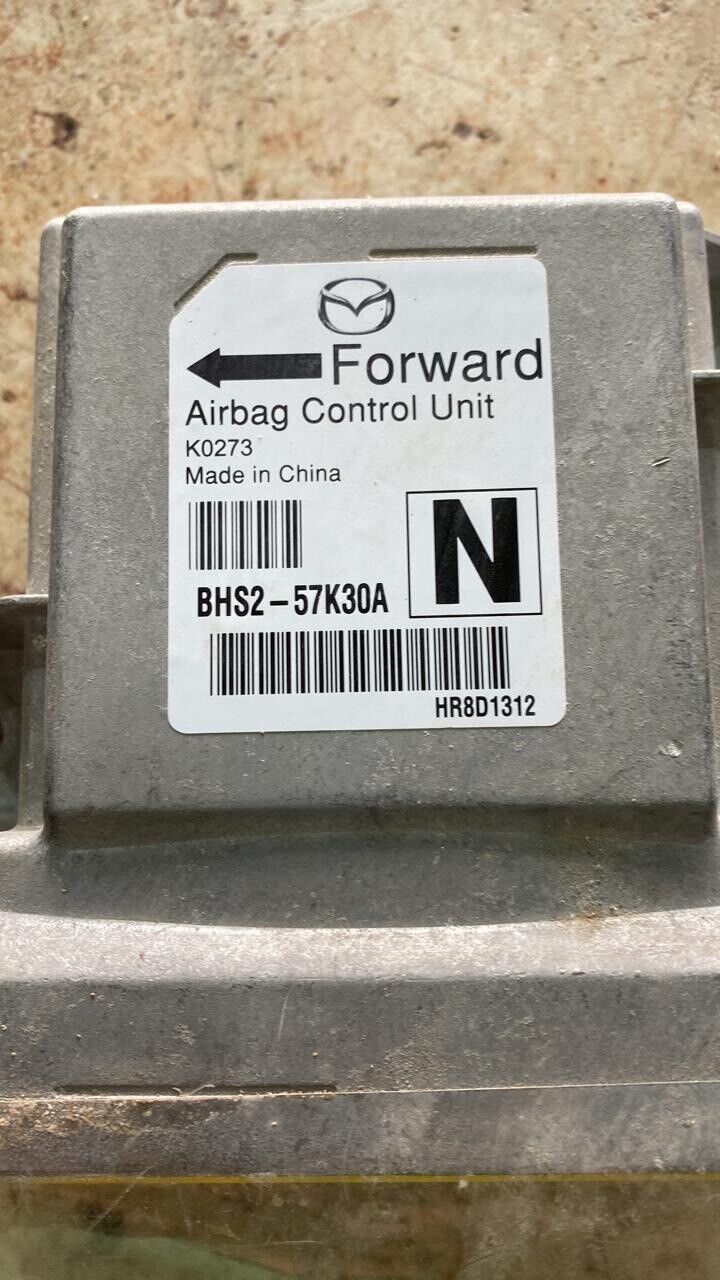 Forward
Airbag Control Unit
K0273
Made in China
N
BHS2-57K30A
HR8D1312